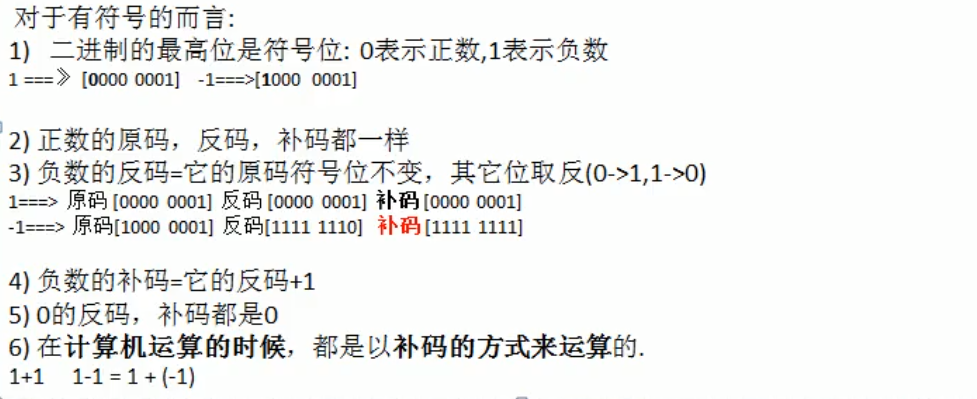 对于有符号的而言:
1) 二进制的最高位是符号位: 0表示正数,1表示负数
1 ===》 [0000 0001] -1===>[1000 0001]
2) 正数的原码，反码，补码都一样
3) 负数的反码=它的原码符号位不变，其它位取反(0->1,1->0)
1===> 原码[0000 0001] 反码[0000 0001] 补码[0000 0001]
-1===> 原码[1000 0001] 反码[1111 1110] 补码[1111 1111]
4) 负数的补码=它的反码+1
5) 0的反码，补码都是0
6) 在计算机运算的时候，都是以补码的方式来运算的.
1+1 1-1 = 1 + (-1)